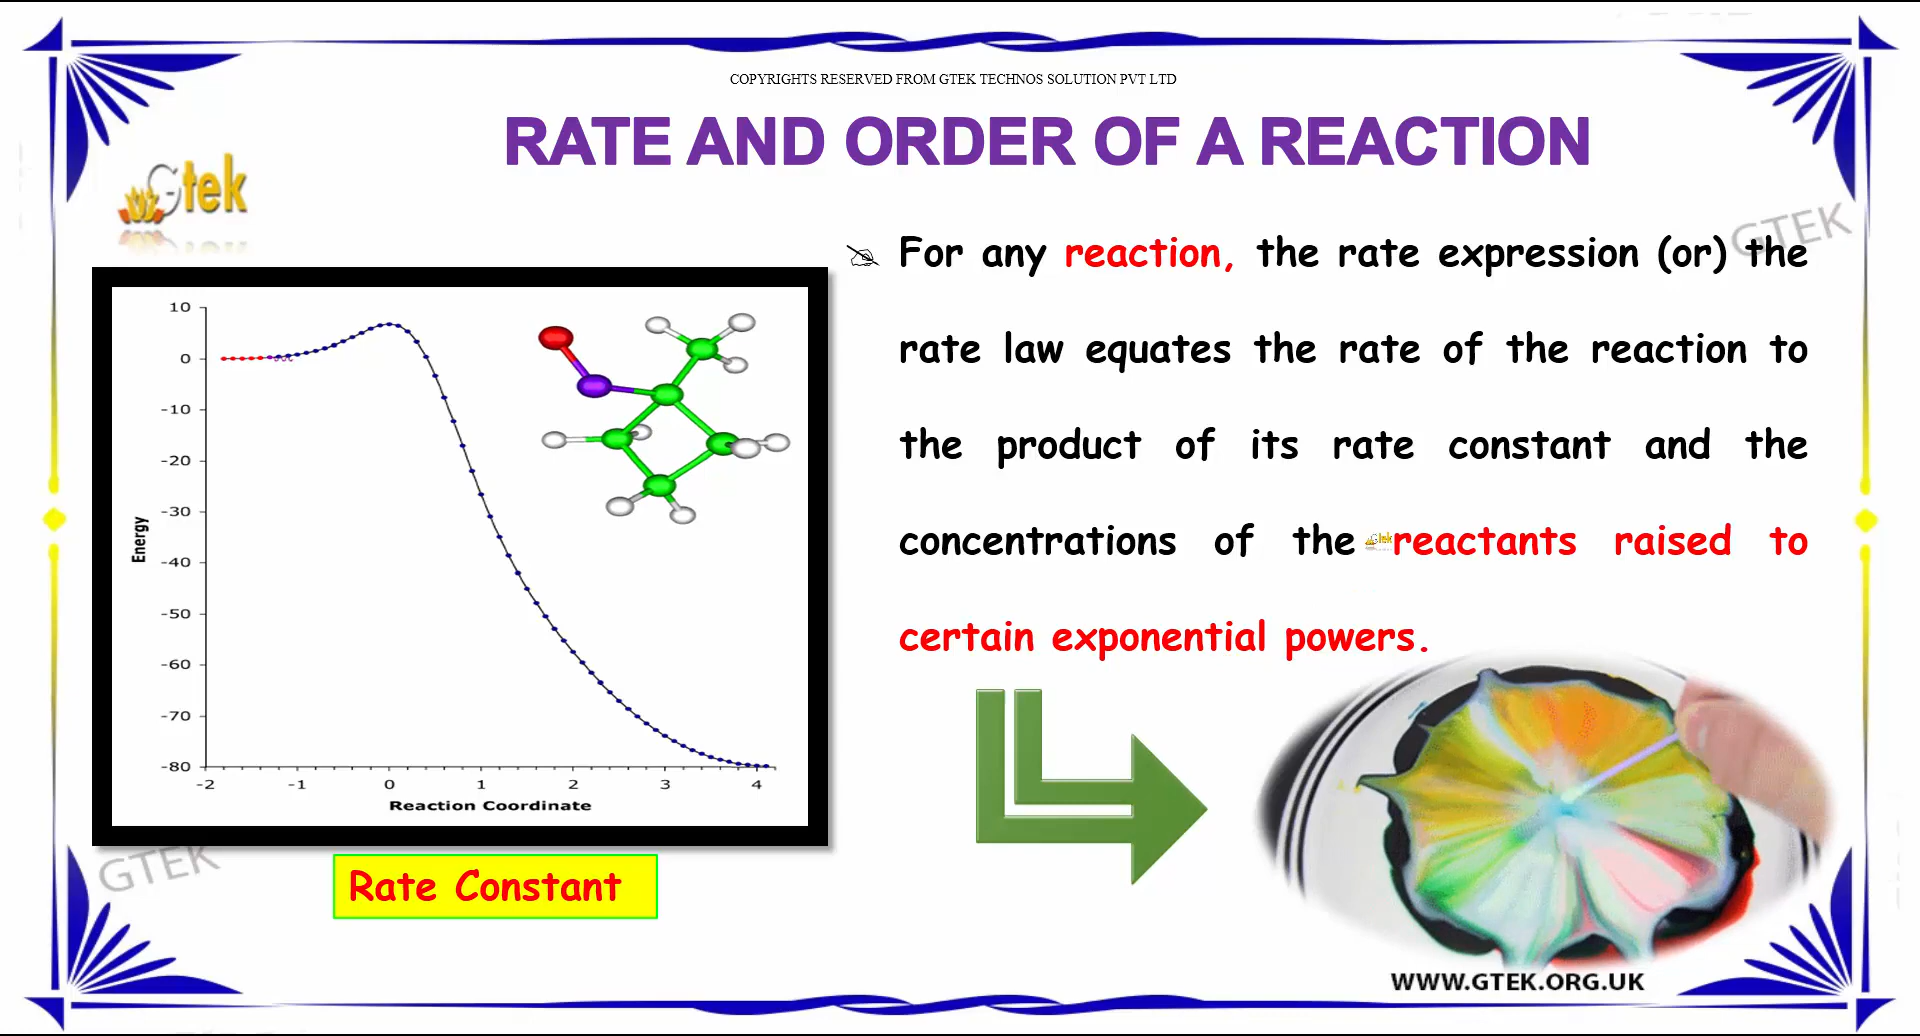 COPYRIGHTS RESERVED FROM GTEK TECHNOS SOLUTION PVT LTD
RATE AND ORDER OF A REACTION
Gtek
GTEK
For any reaction, the rate expression (or) the
rate law equates the rate of the reaction to
the product of its rate constant and the
concentrations of the reactants raised to
Gtek
certain exponential powers.
10
0
-10
-20
-30
-40
-50
-60
-70
-80
Energy
-2 -1 0 1 2 3 4
Reaction Coordinate
GTEK
Rate Constant
WWW.GTEK.ORG.UK